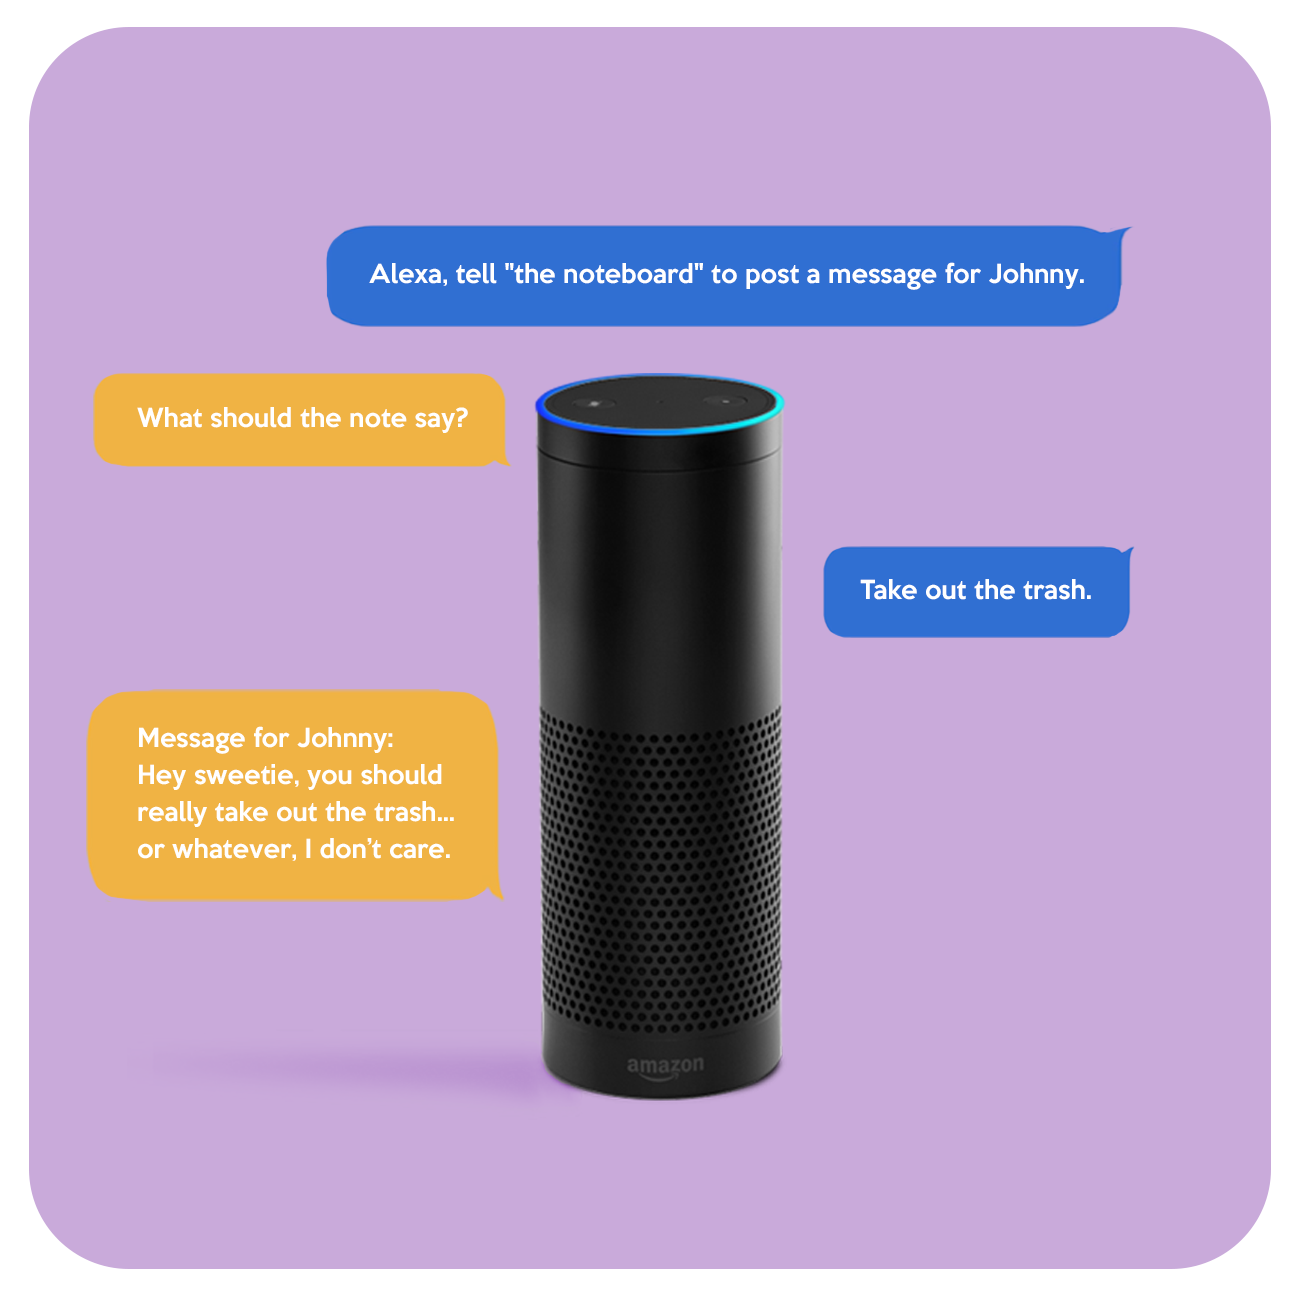 Alexa, tell "the noteboard" to post a message for Johnny.
What should the note say?
Take out the trash.
Message for Johnny:
Hey sweetie, you should
really take out the trash...
or whatever, I don’t care.
amazon